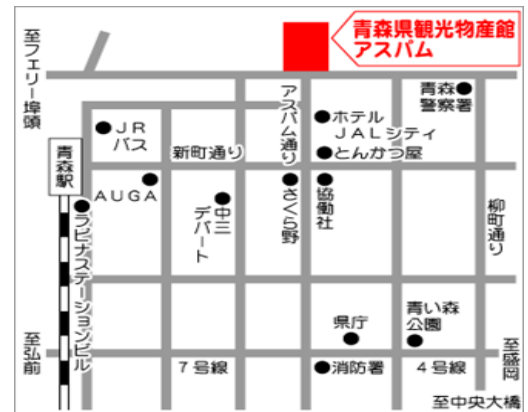 至フェリー埠頭
青森県観光物産館
アスパム
青森
警察署
アスパム通り
ホテル
JALシティ
JR
バス
新町通り
とんかつ屋
青森駅
AUGA
中三
デパート
さくら野
協働社
柳町通り
ラビナステーションビル
県庁
青い森
公園
至弘前
7号線
消防署
4号線
至盛岡
至中央大橋